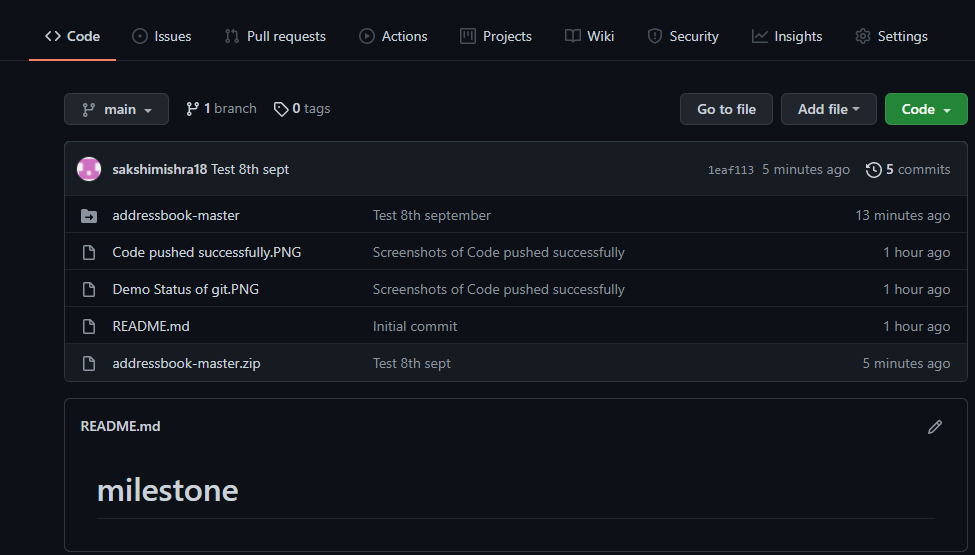 Code Issues Pull requests Actions Projects Wiki Security Insights Settings
main 1 branch 0 tags Go to file Add file Code
sakshimishra18 Test 8th sept 1eaf113 5 minutes ago 5 commits
addressbook-master Test 8th september 13 minutes ago
Code pushed successfully.PNG Screenshots of Code pushed successfully 1 hour ago
Demo Status of git.PNG Screenshots of Code pushed successfully 1 hour ago
README.md Initial commit 1 hour ago
addressbook-master.zip Test 8th sept 5 minutes ago
README.md
milestone